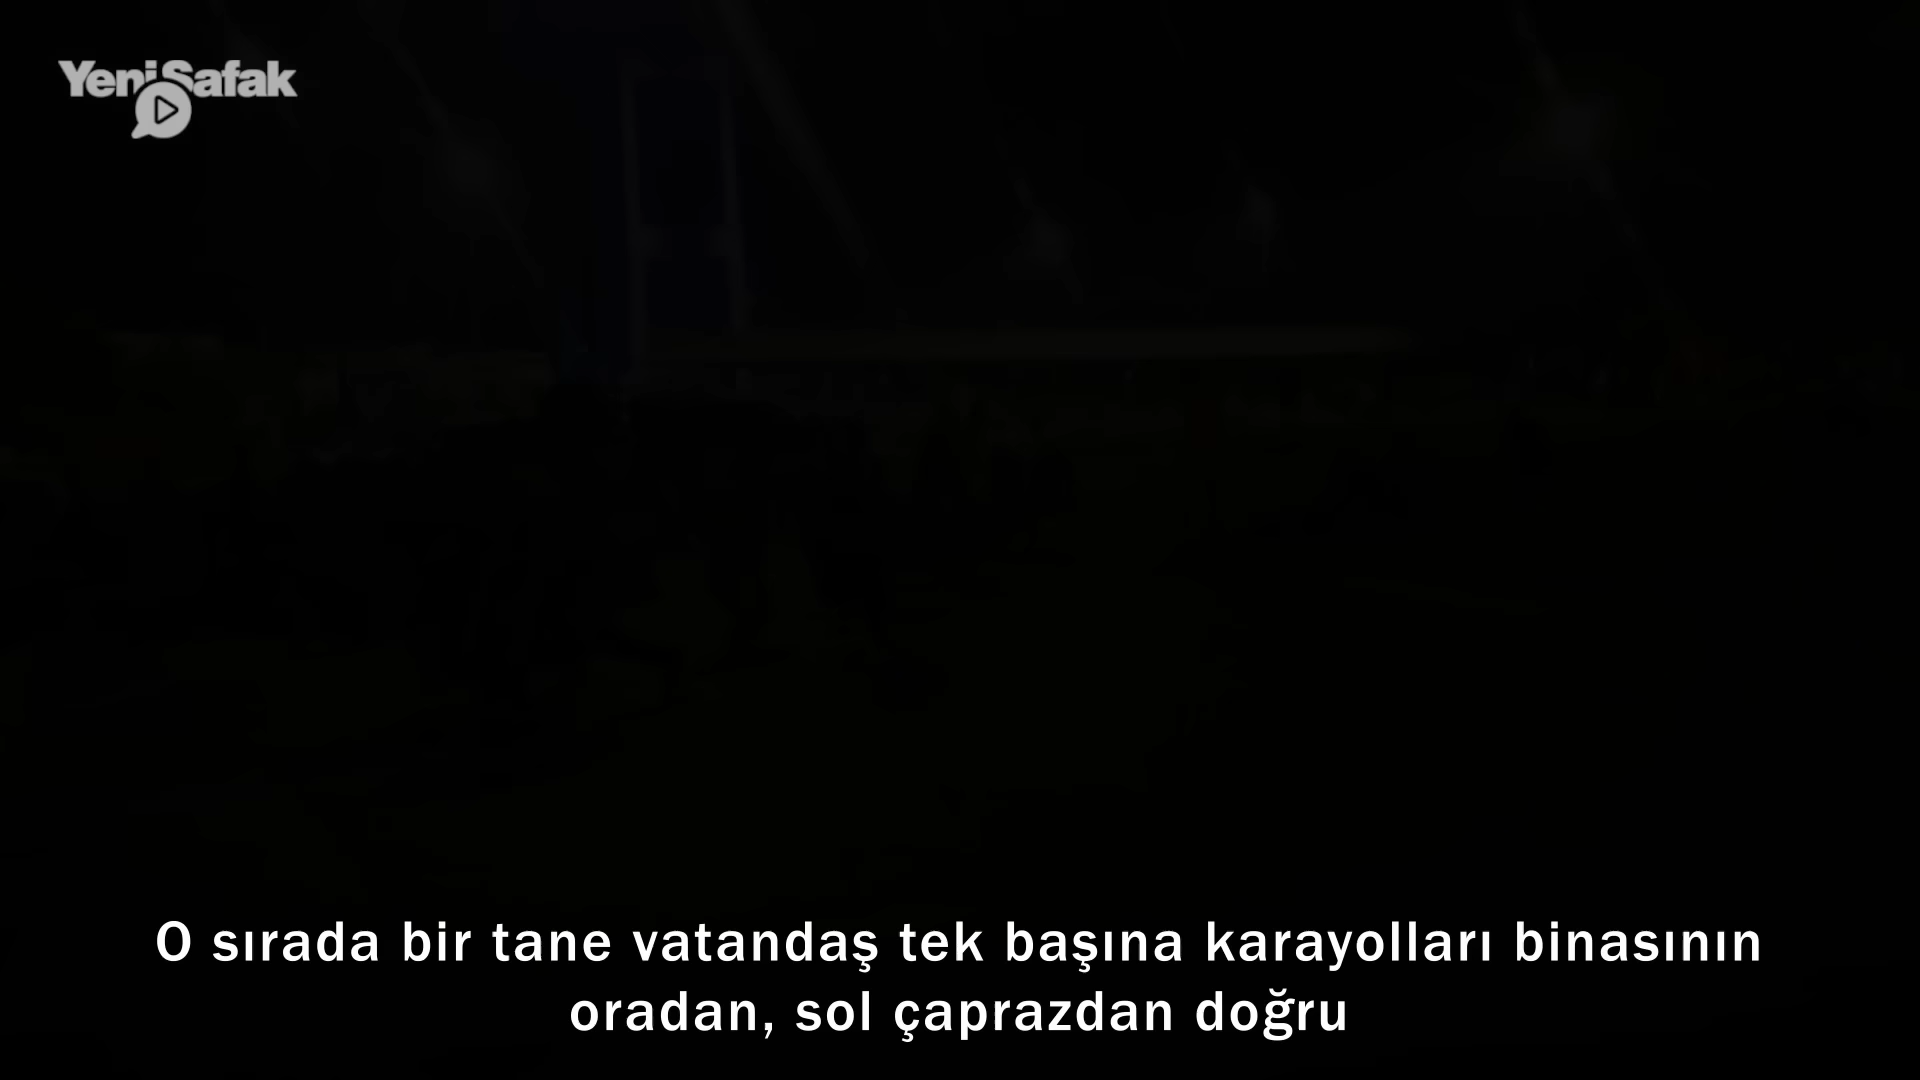 YeniSafak
O sırada bir tane vatandaş tek başına karayolları binasının
oradan, sol çaprazdan doğru